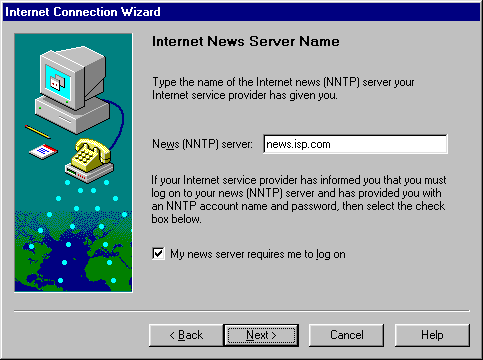 Internet Connection Wizard
Internet News Server Name
Type the name of the Internet news (NNTP) server your
Internet service provider has given you.
News (NNTP) server: news.isp.com
If your Internet service provider has informed you that you must
log on to your news (NNTP) server and has provided you with
an NNTP account name and password, then select the check
box below.
My news server requires me to log on
< Back Next > Cancel Help